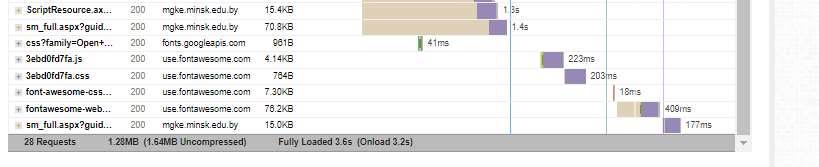 ScriptResource.ax... 200 mgke.minsk.edu.by 15.4KB 1.3s
sm_full.aspx?guid... 200 mgke.minsk.edu.by 70.8KB 1.4s
css?family=Open+... 200 fonts.googleapis.com 961B 41ms
3ebd0fd7fa.js 200 use.fontawesome.com 4.14KB 223ms
3ebd0fd7fa.css 200 use.fontawesome.com 764B 203ms
font-awesome-css... 200 use.fontawesome.com 7.30KB 18ms
fontawesome-web... 200 use.fontawesome.com 76.2KB 409ms
sm_full.aspx?guid... 200 mgke.minsk.edu.by 15.0KB 177ms
28 Requests 1.28MB (1.64MB Uncompressed) Fully Loaded 3.6s (Onload 3.2s)